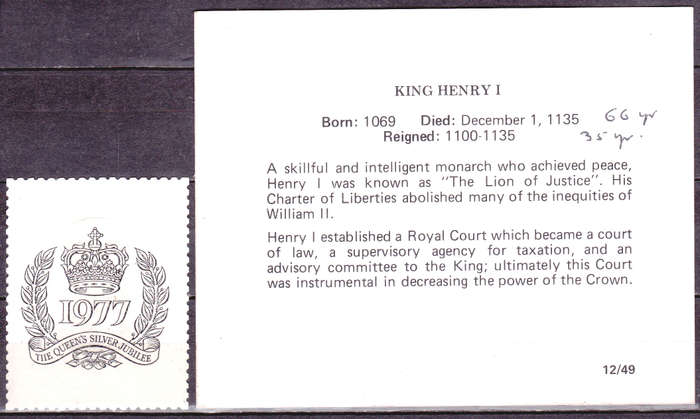 KING HENRY I
Born: 1069 Died: December 1, 1135 66 yr
Reigned: 1100-1135 35 yr.
A skillful and intelligent monarch who achieved peace,
Henry I was known as "The Lion of Justice". His
Charter of Liberties abolished many of the inequities of
William II.
Henry I established a Royal Court which became a court
of law, a supervisory agency for taxation, and an
advisory committee to the King; ultimately this Court
was instrumental in decreasing the power of the Crown.
12/49
1977
THE QUEEN'S SILVER JUBILEE